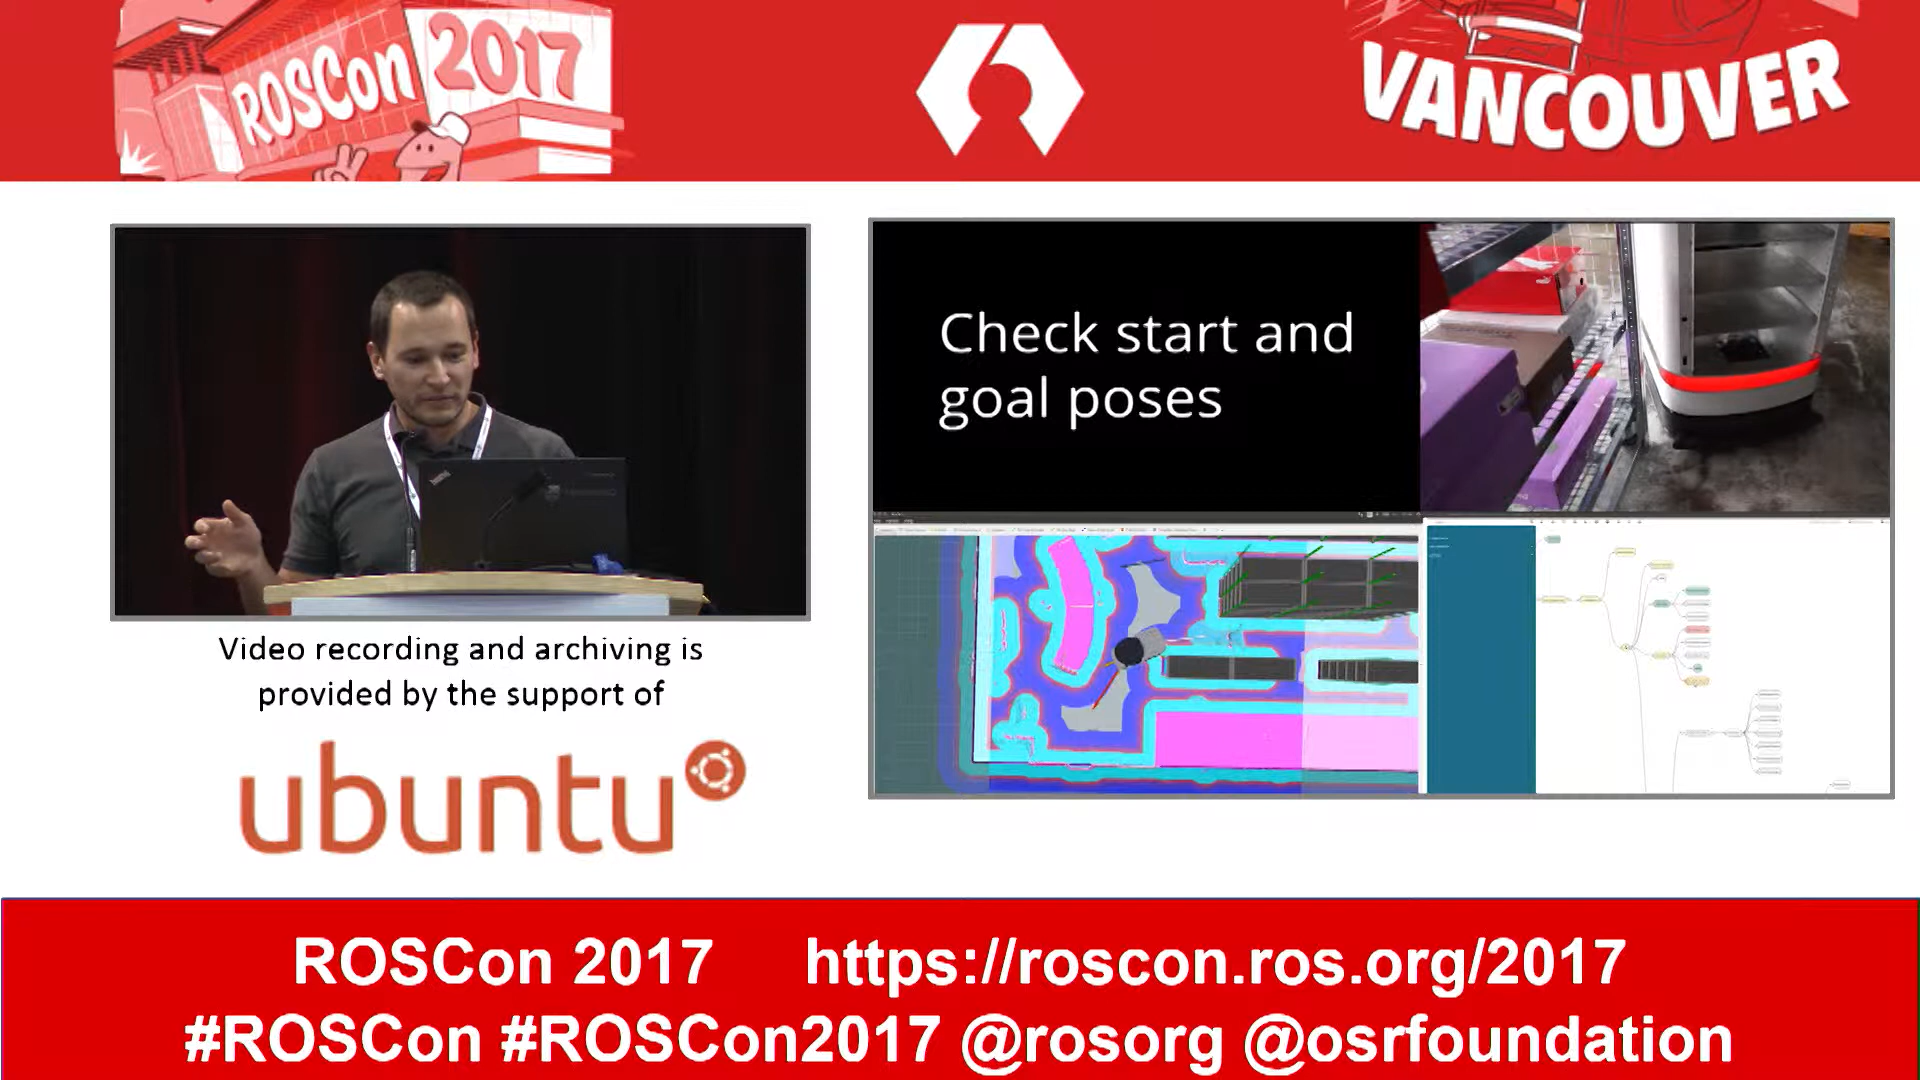 ROSCon 2017
VANCOUVER
Check start and
goal poses
Video recording and archiving is
provided by the support of
ubuntu
ROSCon 2017 https://roscon.ros.org/2017
#ROSCon #ROSCon2017 @rosorg @osrfoundation